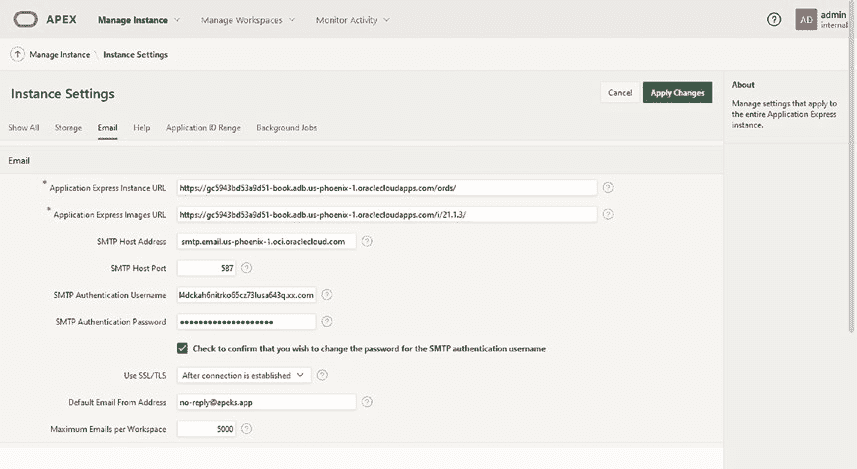 APEX Manage Instance Manage Workspaces Monitor Activity ? AD admin
internal
Manage Instance \ Instance Settings
Instance Settings
Cancel Apply Changes
Show All Storage Email Help Application ID Range Background Jobs
Email
* Application Express Instance URL https://gc5943bd53a9d51-book.adb.us-phoenix-1.oraclecloudapps.com/ords/ ?
* Application Express Images URL https://gc5943bd53a9d51-book.adb.us-phoenix-1.oraclecloudapps.com/i/21.1.3/ ?
SMTP Host Address smtp.email.us-phoenix-1.oci.oraclecloud.com ?
SMTP Host Port 587 ?
SMTP Authentication Username ?
SMTP Authentication Password ••••••••••••••••••• ?
Check to confirm that you wish to change the password for the SMTP authentication username
Use SSL/TLS After connection is established ?
Default Email From Address no-reply@apeks.app ?
Maximum Emails per Workspace 5000 ?
About
Manage settings that apply to
the entire Application Express
instance.